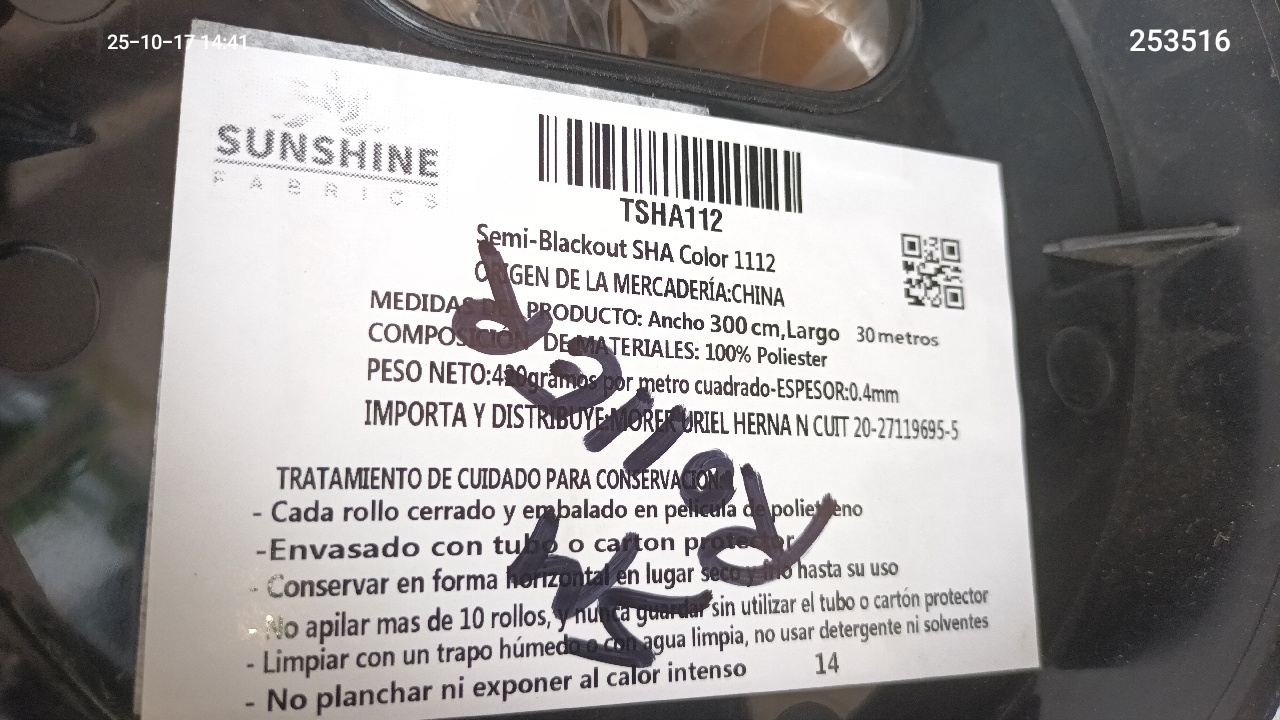 25-10-17 14:41
253516
SUNSHINE
FABRICS
TSHA112
Semi-Blackout SHA Color 1112
ORIGEN DE LA MERCADERÍA:CHINA
MEDIDAS DEL PRODUCTO: Ancho 300 cm,Largo 30 metros
COMPOSICION DE MATERIALES: 100% Poliester
PESO NETO:420gramos por metro cuadrado-ESPESOR:0.4mm
IMPORTA Y DISTRIBUYE:MORER URIEL HERNA N CUIT 20-27119695-5
TRATAMIENTO DE CUIDADO PARA CONSERVACION
- Cada rollo cerrado y embalado en pelicula de polietileno
-Envasado con tubo o carton protector
- Conservar en forma horizontal en lugar seco y frio hasta su uso
- No apilar mas de 10 rollos, y nunca guardar sin utilizar el tubo o cartón protector
- Limpiar con un trapo húmedo o con agua limpia, no usar detergente ni solventes
- No planchar ni exponer al calor intenso
14